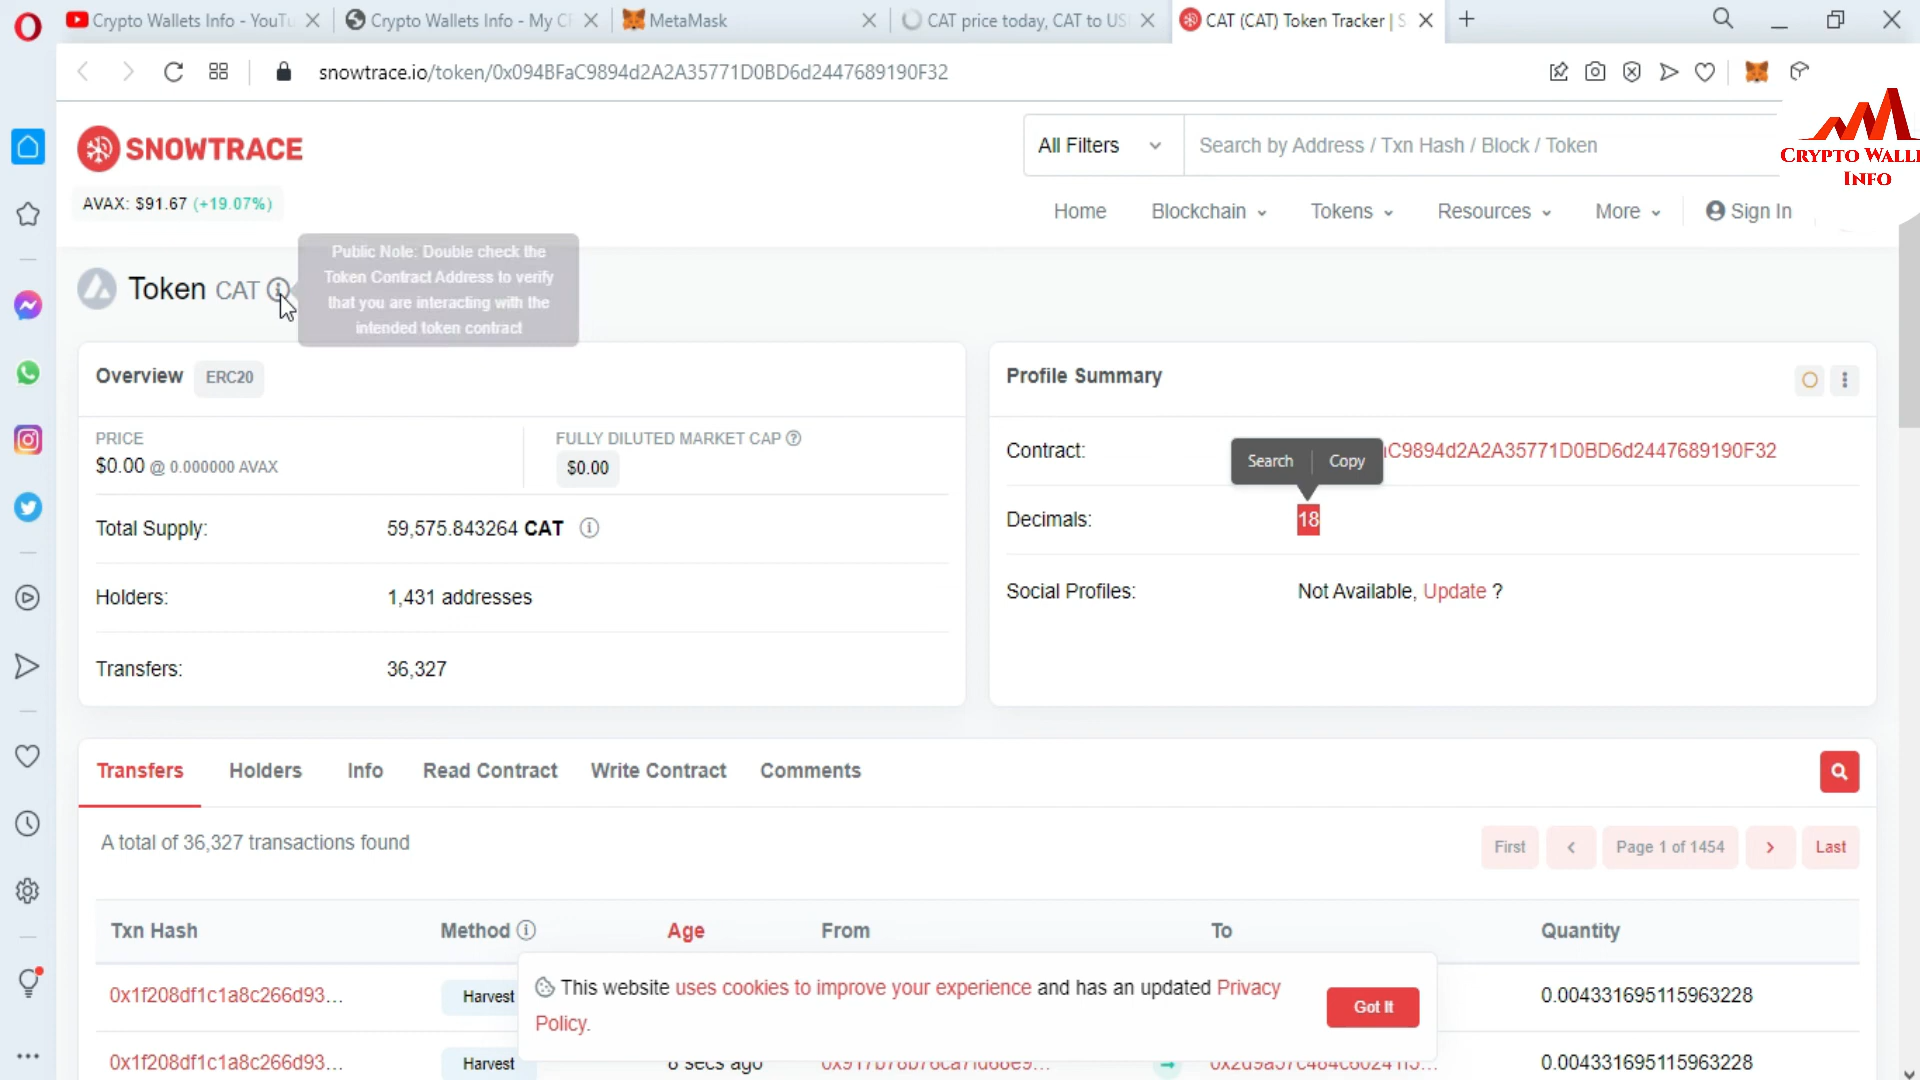 Crypto Wallets Info - YouTu
Crypto Wallets Info - My CR
MetaMask
CAT price today, CAT to US
CAT (CAT) Token Tracker | S
snowtrace.io/token/0x094BFaC9894d2A2A35771D0BD6d2447689190F32
CRYPTO WALLE
INFO
SNOWTRACE
AVAX: $91.67 (+19.07%)
All Filters
Search by Address / Txn Hash / Block / Token
Home
Blockchain
Tokens
Resources
More
Sign In
Token CAT
Public Note: Double check the
Token Contract Address to verify
that you are interacting with the
intended token contract
Overview ERC20
PRICE
$0.00 @ 0.000000 AVAX
FULLY DILUTED MARKET CAP
$0.00
Total Supply: 59,575.843264 CAT
Holders: 1,431 addresses
Transfers: 36,327
Profile Summary
Contract: C9894d2A2A35771D0BD6d2447689190F32
Search Copy
Decimals: 18
Social Profiles: Not Available, Update ?
Transfers Holders Info Read Contract Write Contract Comments
A total of 36,327 transactions found
First
Page 1 of 1454
Last
Txn Hash Method Age From To Quantity
0x1f208df1c1a8c266d93... Harvest 0.004331695115963228
This website uses cookies to improve your experience and has an updated Privacy
Policy.
Got It
0x1f208df1c1a8c266d93... Harvest secs ago 0.004331695115963228